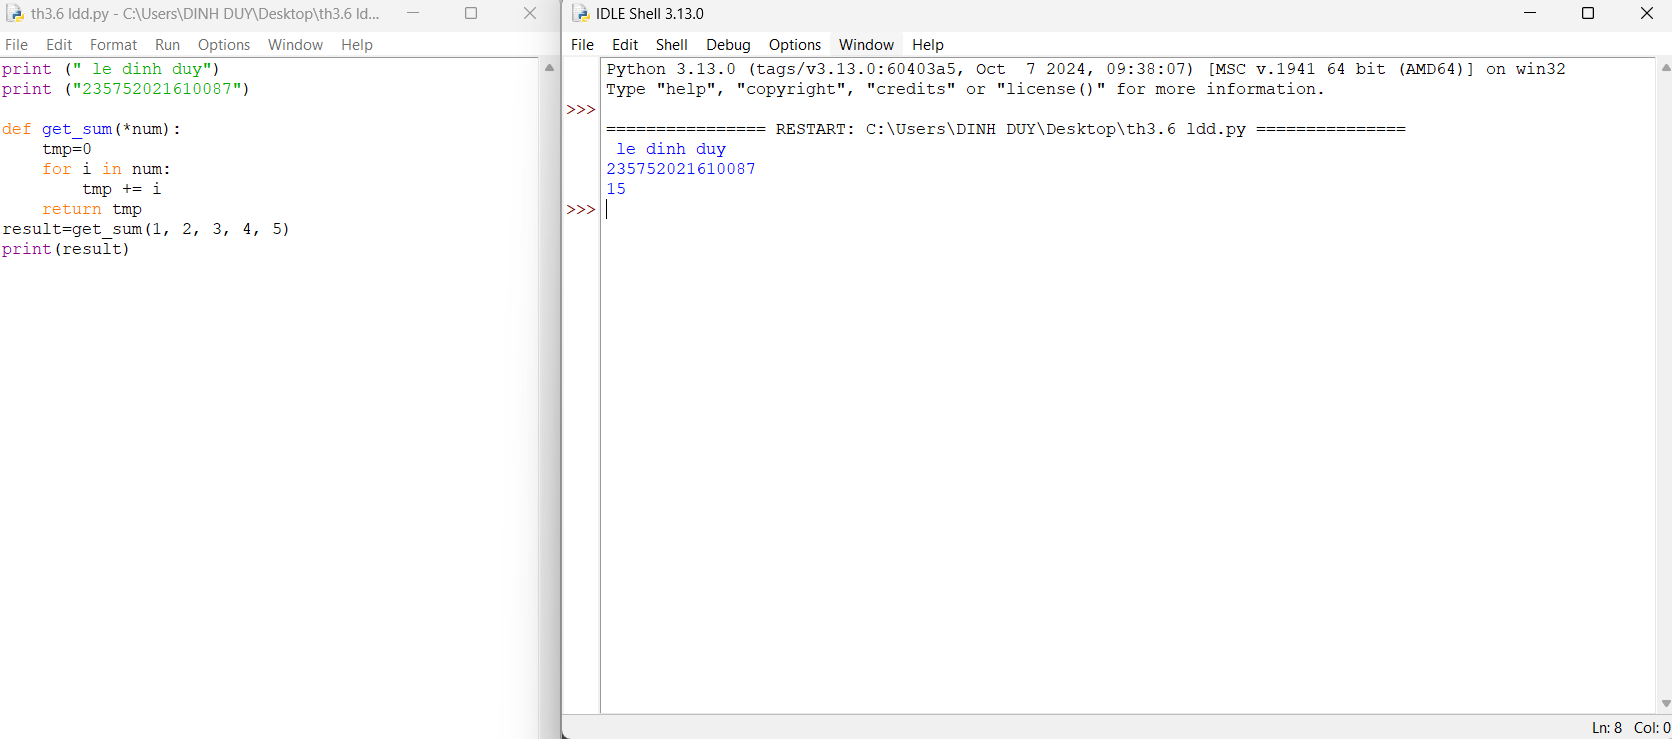 th3.6 ldd.py - C:\Users\DINH DUY\Desktop\th3.6 ld...
File Edit Format Run Options Window Help
print (" le dinh duy")
print ("235752021610087")
def get_sum(*num):
    tmp=0
    for i in num:
        tmp += i
    return tmp
result=get_sum(1, 2, 3, 4, 5)
print(result)
IDLE Shell 3.13.0
File Edit Shell Debug Options Window Help
Python 3.13.0 (tags/v3.13.0:60403a5, Oct  7 2024, 09:38:07) [MSC v.1941 64 bit (AMD64)] on win32
Type "help", "copyright", "credits" or "license()" for more information.
>>>
================ RESTART: C:\Users\DINH DUY\Desktop\th3.6 ldd.py ===============
 le dinh duy
235752021610087
15
>>>
Ln: 8 Col: 0